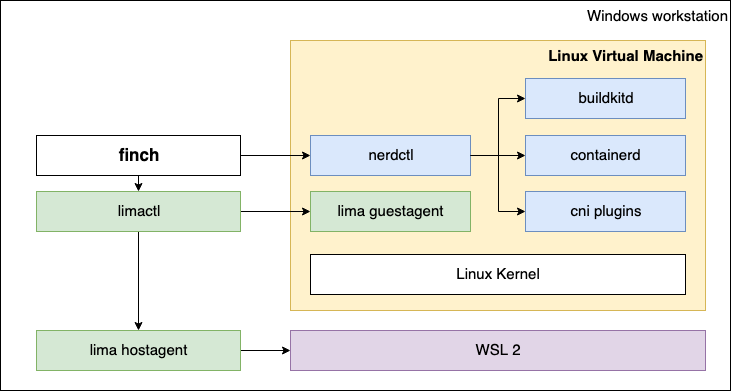 Windows workstation
Linux Virtual Machine
buildkitd
finch
nerdctl
containerd
limactl
lima guestagent
cni plugins
Linux Kernel
lima hostagent
WSL 2